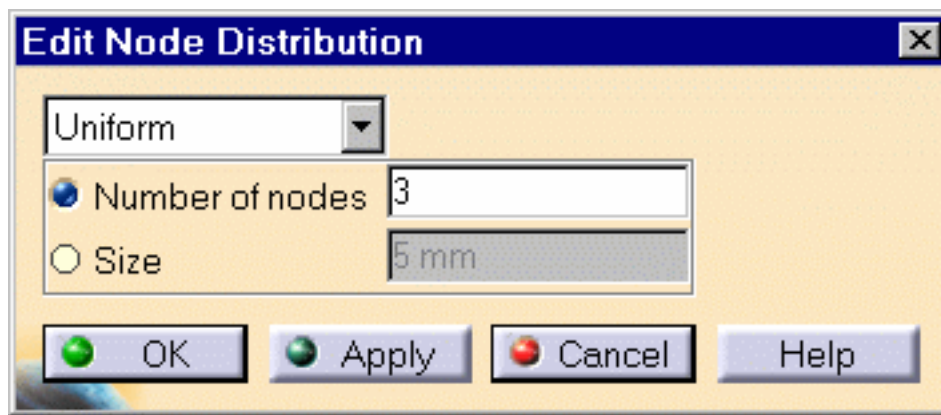 Edit Node Distribution
Uniform
Number of nodes 3
Size 5 mm
OK Apply Cancel Help